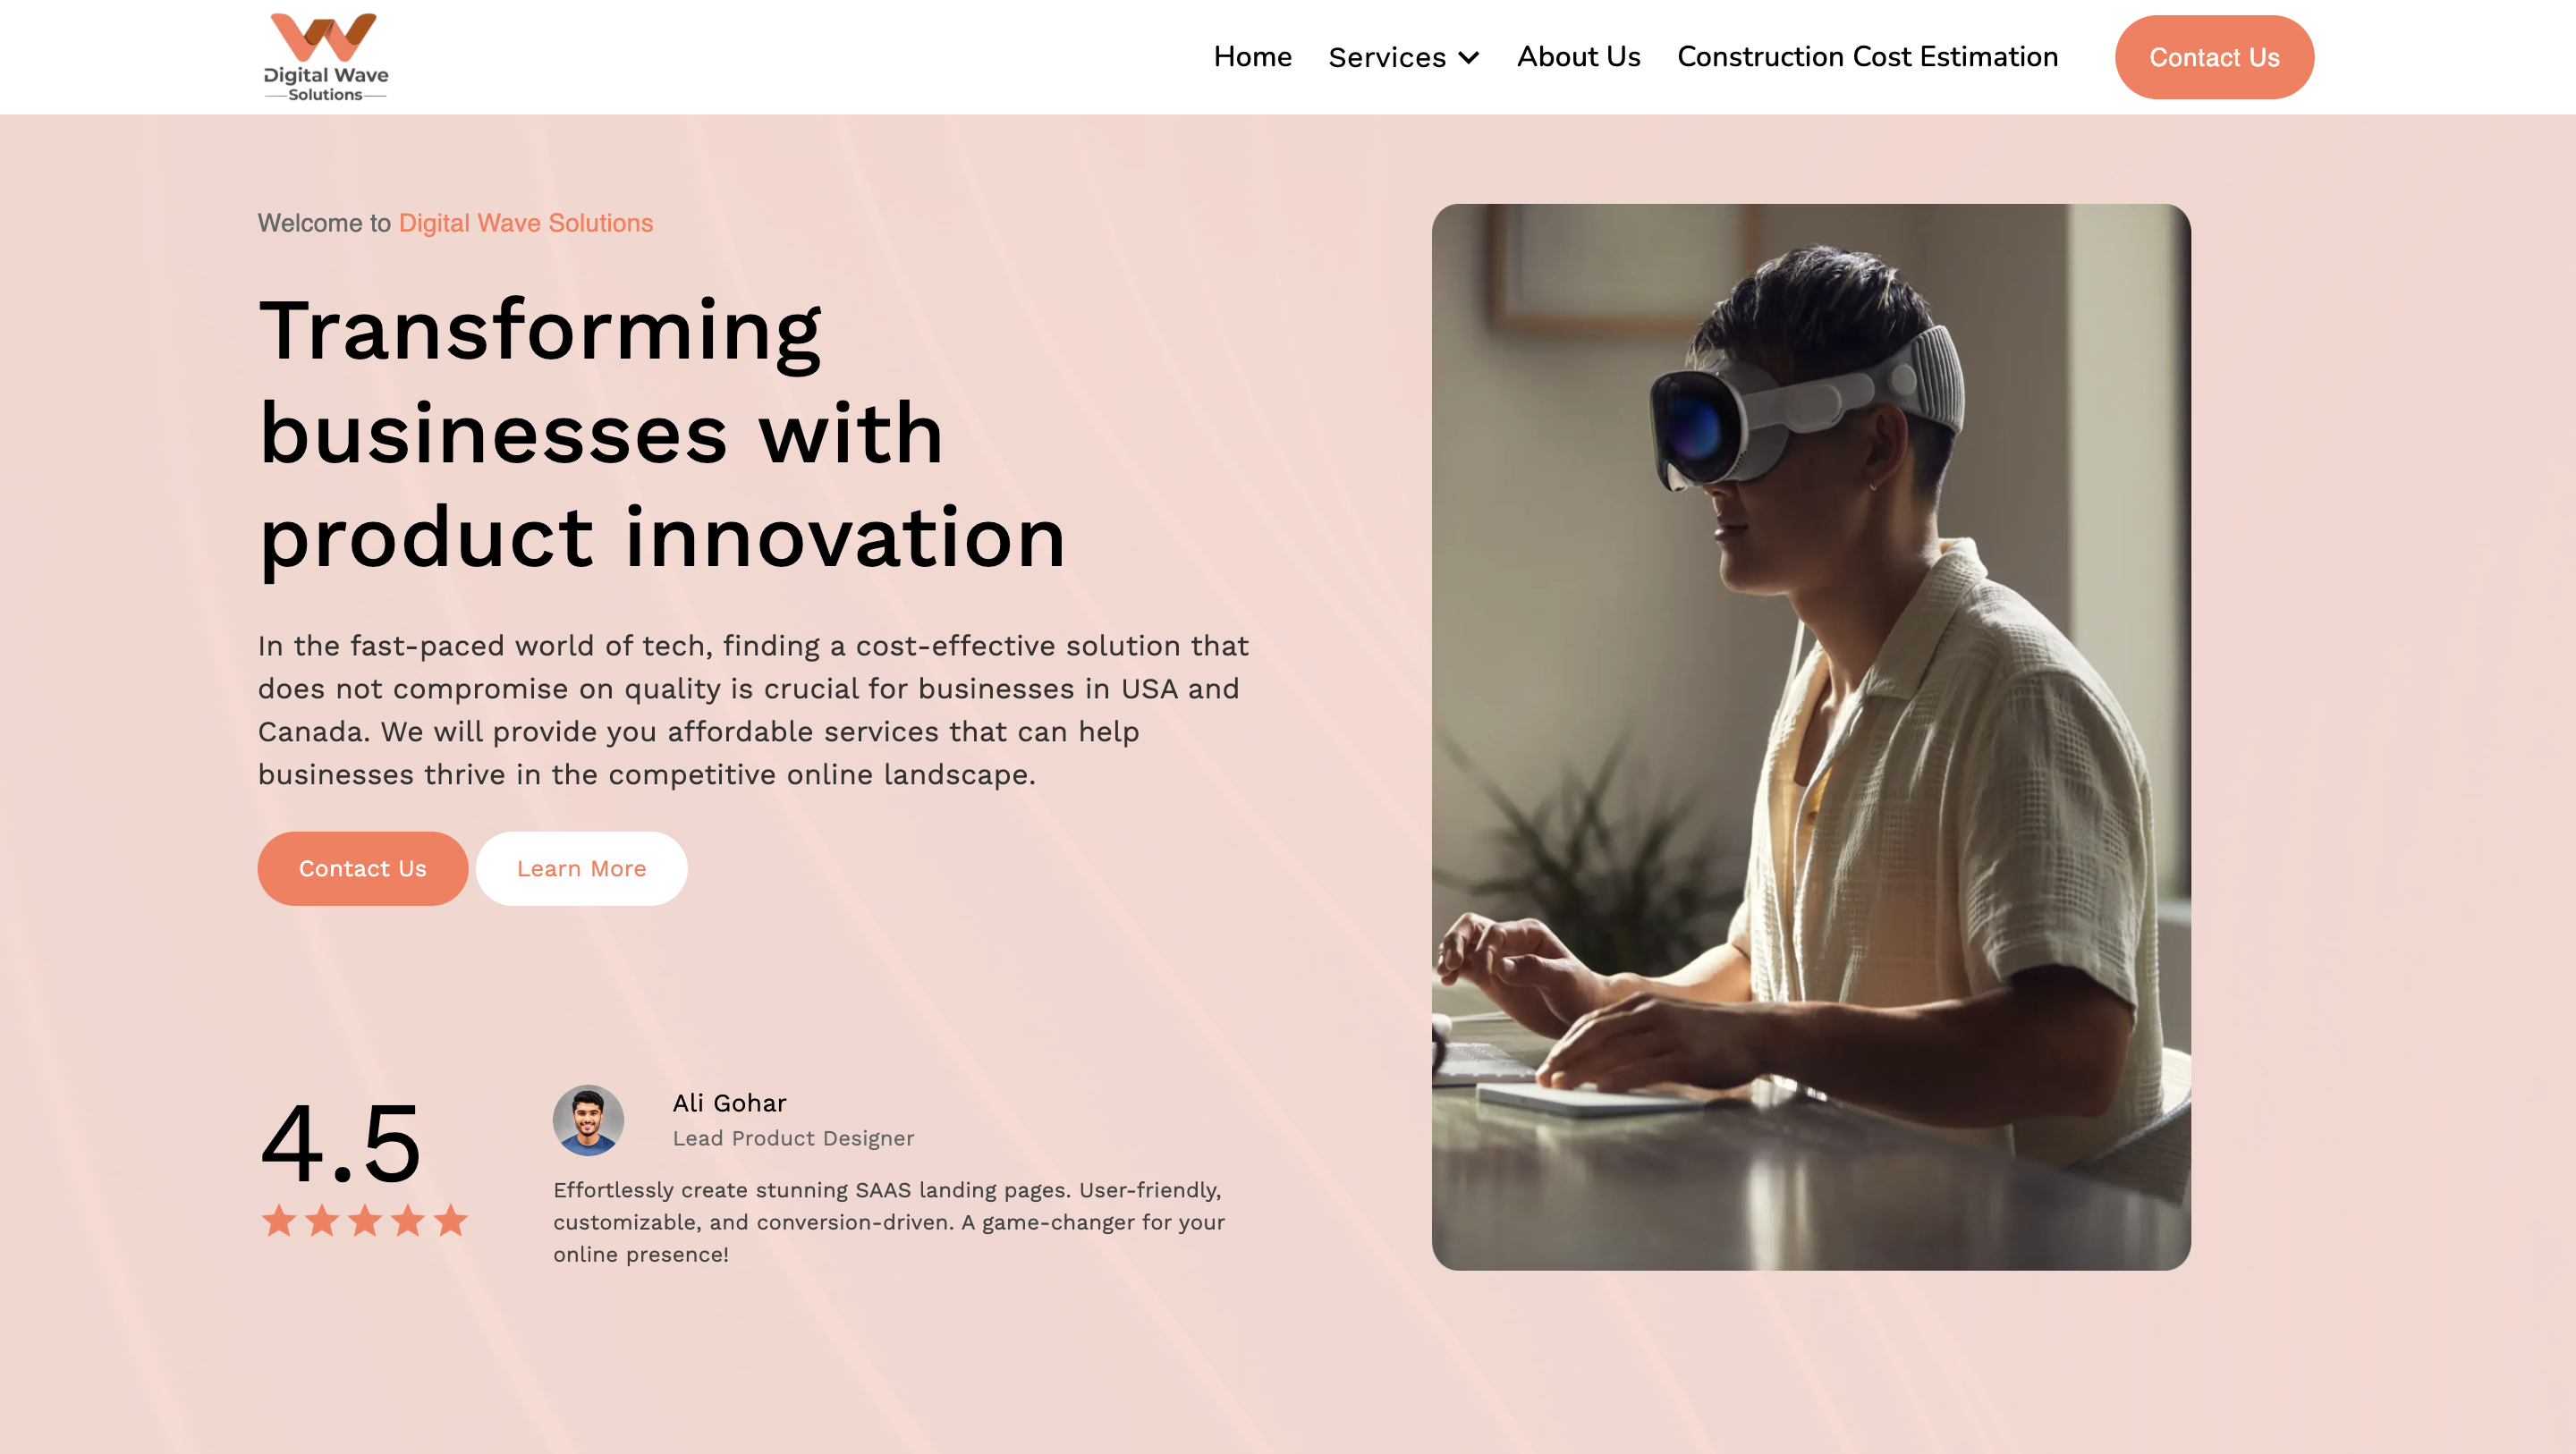 Digital Wave
Solutions
Home
Services
About Us
Construction Cost Estimation
Contact Us
Welcome to Digital Wave Solutions
Transforming
businesses with
product innovation
In the fast-paced world of tech, finding a cost-effective solution that
does not compromise on quality is crucial for businesses in USA and
Canada. We will provide you affordable services that can help
businesses thrive in the competitive online landscape.
Contact Us
Learn More
4.5
Ali Gohar
Lead Product Designer
Effortlessly create stunning SAAS landing pages. User-friendly,
customizable, and conversion-driven. A game-changer for your
online presence!